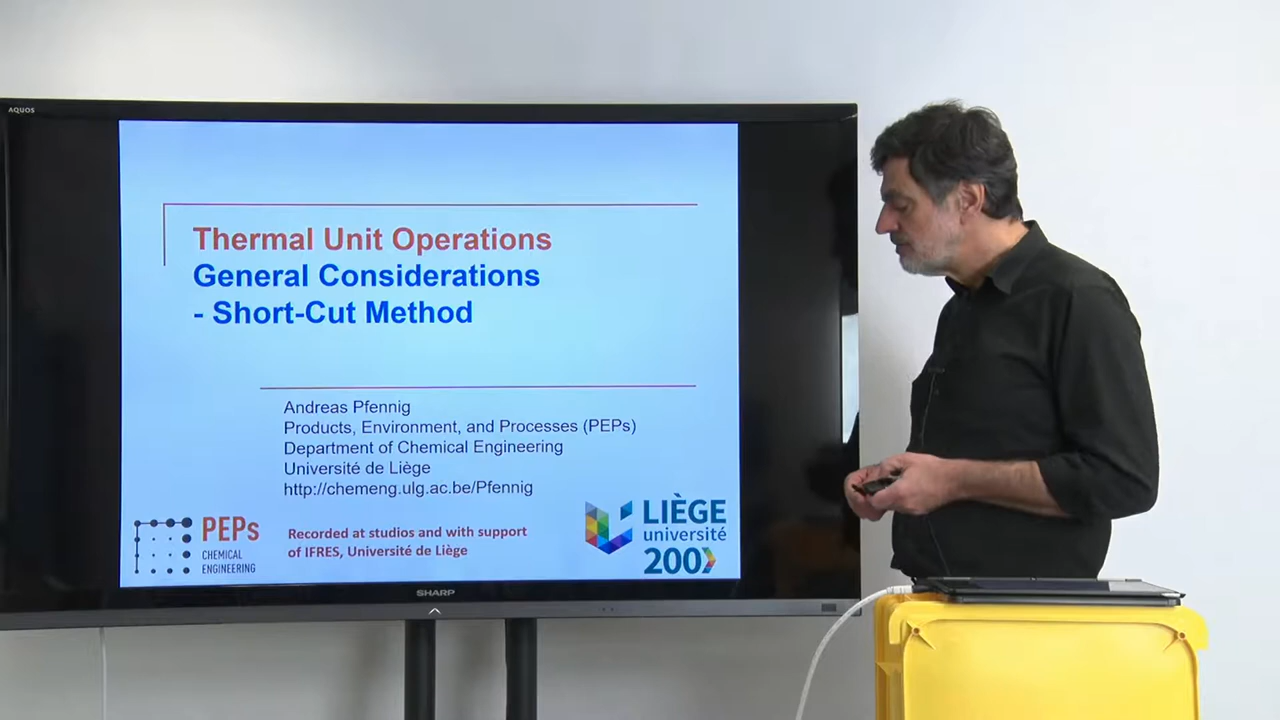 AQUOS
Thermal Unit Operations
General Considerations
- Short-Cut Method
Andreas Pfennig
Products, Environment, and Processes (PEPs)
Department of Chemical Engineering
Université de Liège
http://chemeng.ulg.ac.be/Pfennig
PEPs
CHEMICAL
ENGINEERING
Recorded at studios and with support
of IFRES, Université de Liège
LIÈGE
université
200
SHARP